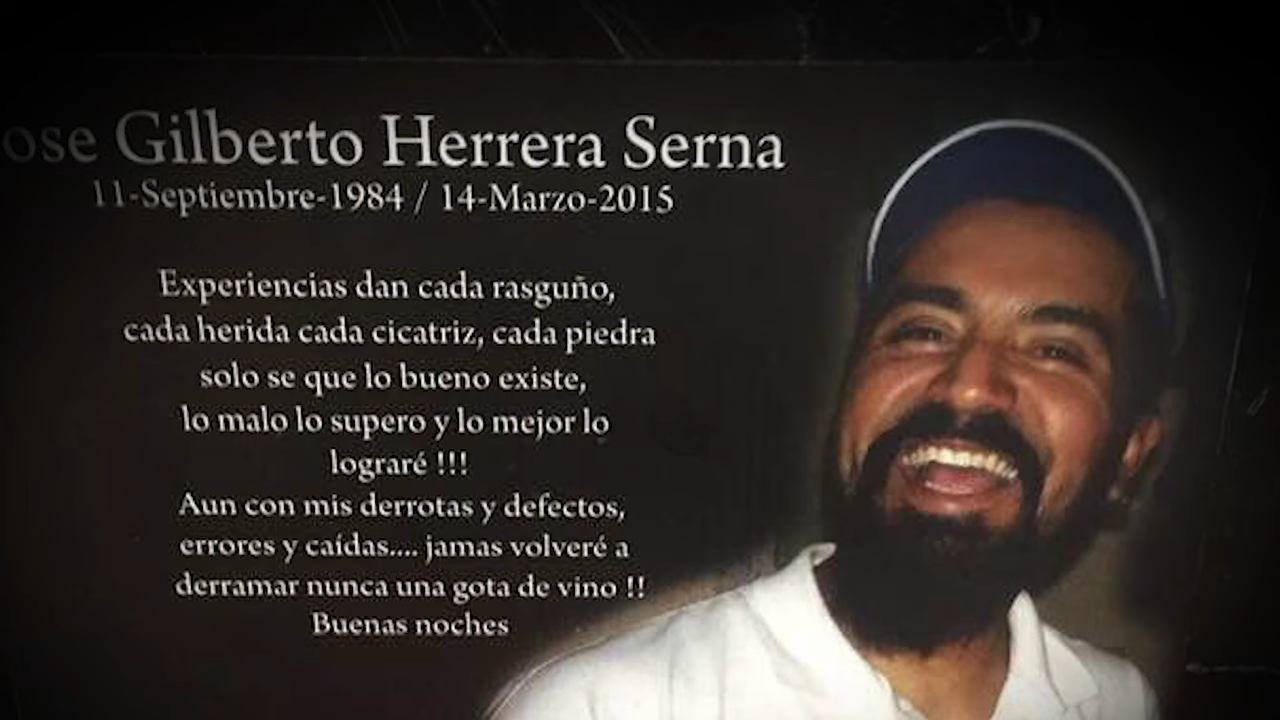 ose Gilberto Herrera Serna
11-Septiembre-1984 / 14-Marzo-2015
Experiencias dan cada rasguño,
cada herida cada cicatriz, cada piedra
solo se que lo bueno existe,
lo malo lo supero y lo mejor lo
lograré !!!
Aun con mis derrotas y defectos,
errores y caídas.... jamas volveré a
derramar nunca una gota de vino !!
Buenas noches